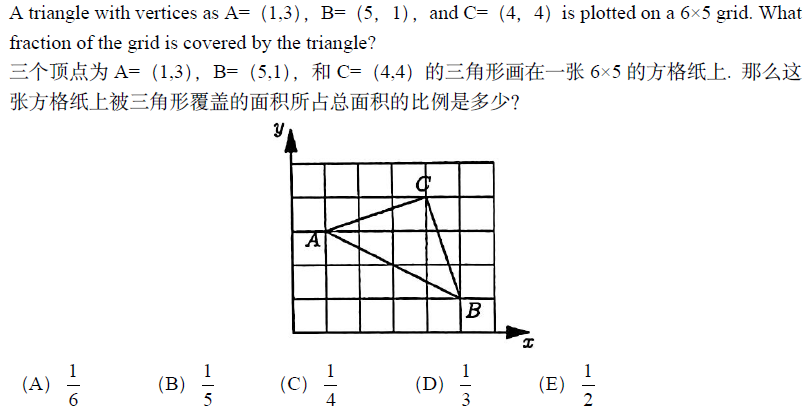 A triangle with vertices as A=（1,3），B=（5，1），and C=（4，4）is plotted on a 6×5 grid. What
fraction of the grid is covered by the triangle?
三个顶点为 A=（1,3），B=（5,1），和 C=（4,4）的三角形画在一张 6×5 的方格纸上. 那么这
张方格纸上被三角形覆盖的面积所占总面积的比例是多少?
y
C
A
B
x
(A) 1/6 (B) 1/5 (C) 1/4 (D) 1/3 (E) 1/2